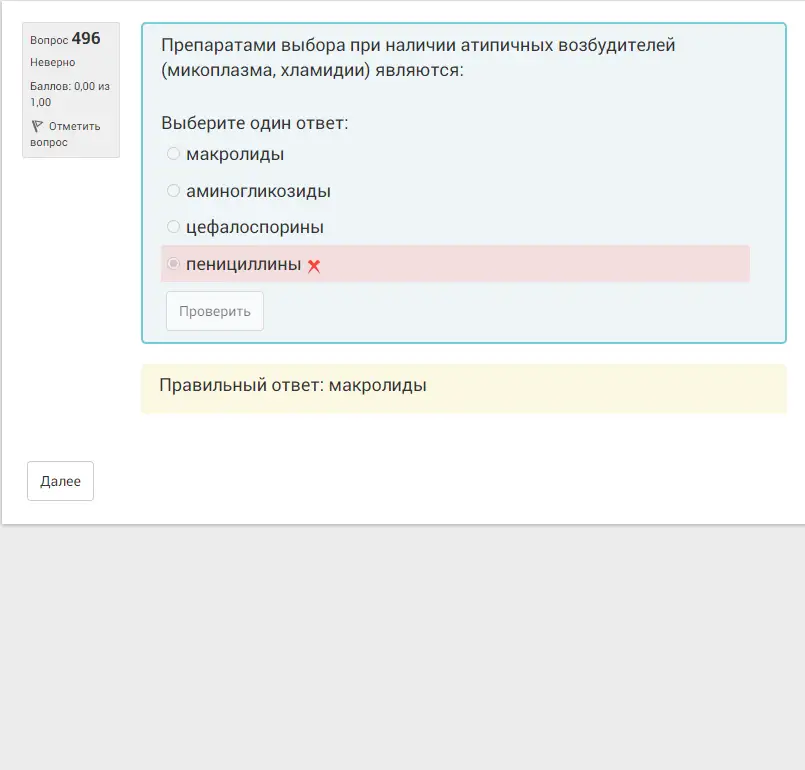 Вопрос 496
Неверно
Баллов: 0,00 из
1,00
Отметить
вопрос
Препаратами выбора при наличии атипичных возбудителей
(микоплазма, хламидии) являются:
Выберите один ответ:
макролиды
аминогликозиды
цефалоспорины
пенициллины
Проверить
Правильный ответ: макролиды
Далее